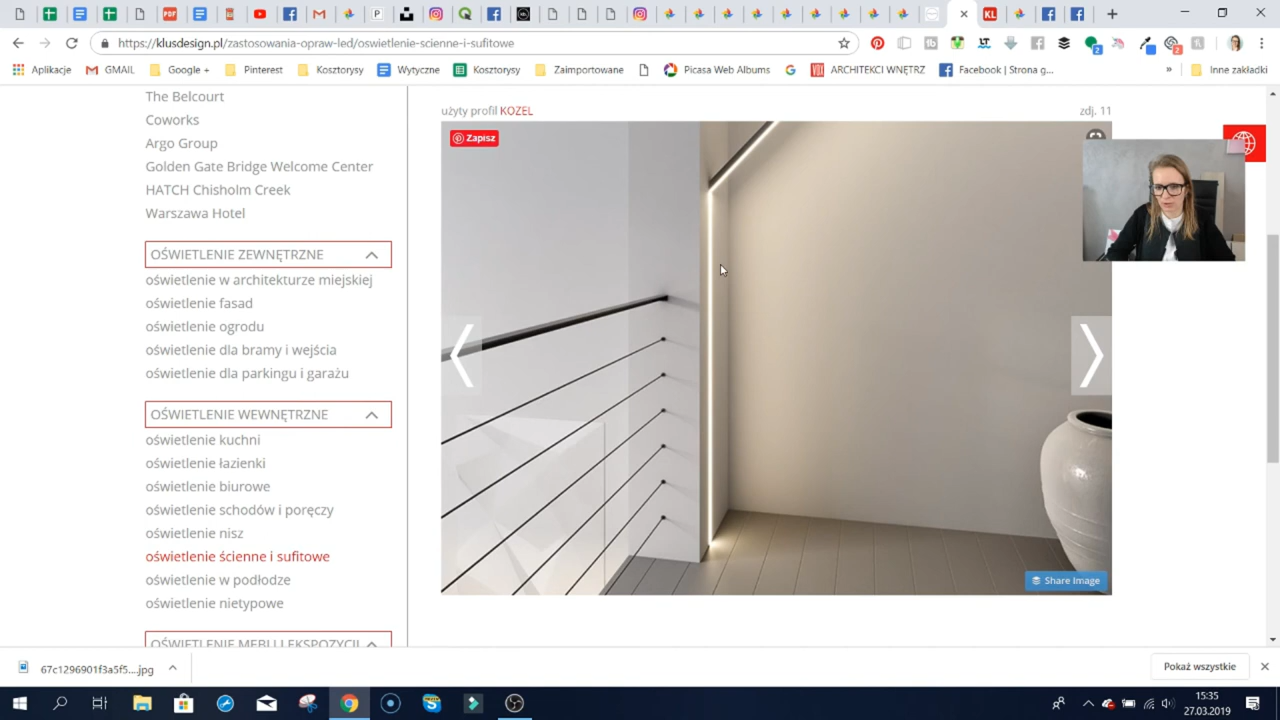 https://klusdesign.pl/zastosowania-opraw-led/oswietlenie-scienne-i-sufitowe
Aplikacje
GMAIL
Google +
Pinterest
Kosztorysy
Wytyczne
Kosztorysy
Zaimportowane
Picasa Web Albums
ARCHITEKCI WNĘTRZ
Facebook | Strona g...
»
Inne zakładki
The Belcourt
Coworks
Argo Group
Golden Gate Bridge Welcome Center
HATCH Chisholm Creek
Warszawa Hotel
OŚWIETLENIE ZEWNĘTRZNE
oświetlenie w architekturze miejskiej
oświetlenie fasad
oświetlenie ogrodu
oświetlenie dla bramy i wejścia
oświetlenie dla parkingu i garażu
OŚWIETLENIE WEWNĘTRZNE
oświetlenie kuchni
oświetlenie łazienki
oświetlenie biurowe
oświetlenie schodów i poręczy
oświetlenie nisz
oświetlenie ścienne i sufitowe
oświetlenie w podłodze
oświetlenie nietypowe
OŚWIETLENIE MEBLI I EKSPOZYCJI
użyty profil KOZEL
zdj. 11
Zapisz
Share Image
67c1296901f3a5f5....jpg
Pokaż wszystkie
15:35
27.03.2019